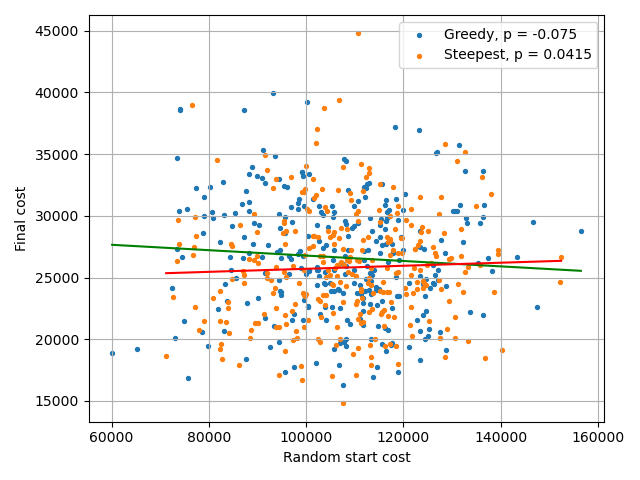 Greedy, p = -0.075
Steepest, p = 0.0415
45000
40000
35000
30000
25000
20000
15000
Final cost
60000 80000 100000 120000 140000 160000
Random start cost